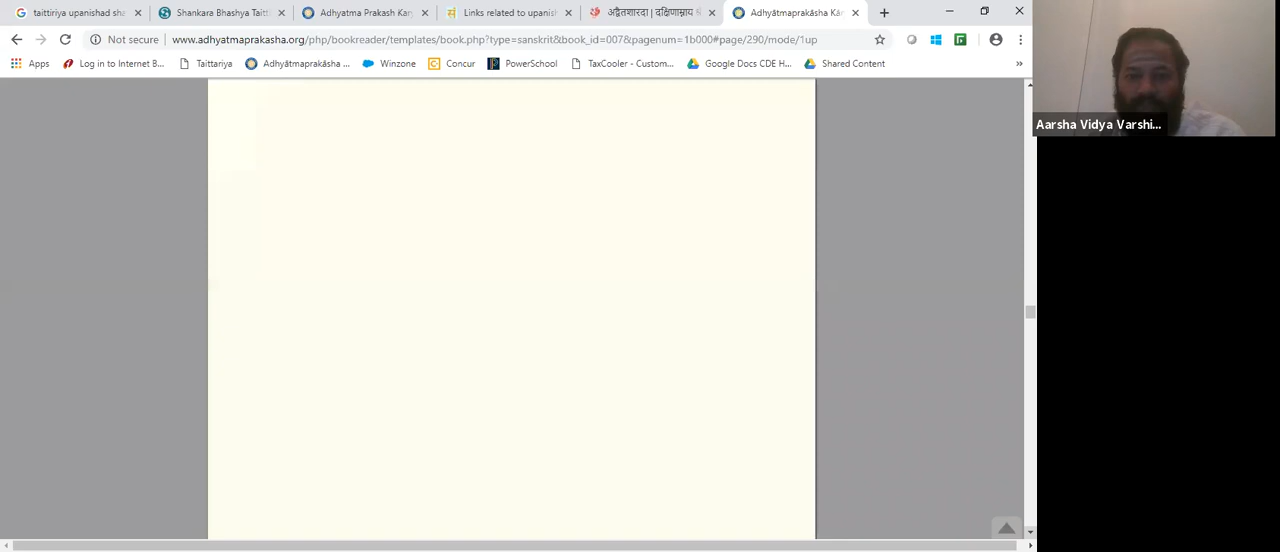 taittiriya upanishad sha
Shankara Bhashya Taitt
Adhyatma Prakash Kary
Links related to upanish
अद्वैतशारदा | दक्षिणाम्नाय श्री
Adhyātmaprakāsha Kār
Not secure | www.adhyatmaprakasha.org/php/bookreader/templates/book.php?type=sanskrit&book_id=007&pagenum=1b000#page/290/mode/1up
Apps
Log in to Internet B...
Taittariya
Adhyātmaprakāsha ...
Winzone
Concur
PowerSchool
TaxCooler - Custom...
Google Docs CDE H...
Shared Content
»
Aarsha Vidya Varshi...